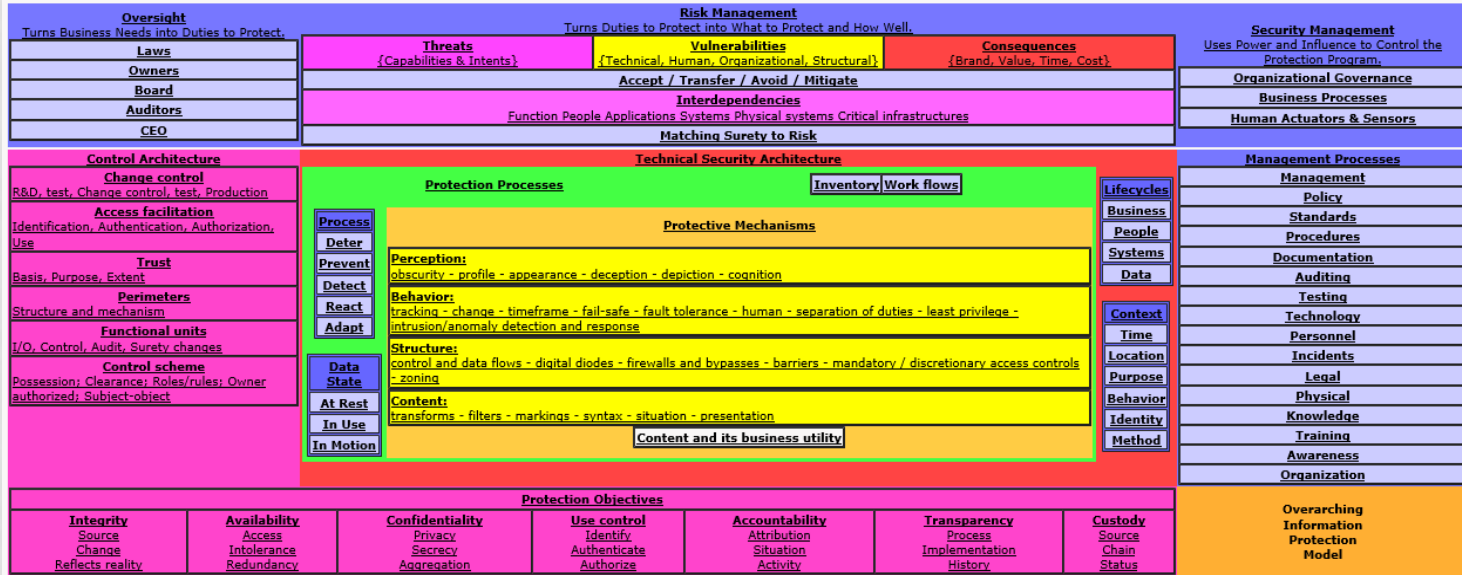 Oversight
Turns Business Needs into Duties to Protect.
Laws
Owners
Board
Auditors
CEO
Risk Management
Turns Duties to Protect into What to Protect and How Well.
Threats
{Capabilities & Intents}
Vulnerabilities
{Technical, Human, Organizational, Structural}
Consequences
{Brand, Value, Time, Cost}
Accept / Transfer / Avoid / Mitigate
Interdependencies
Function People Applications Systems Physical systems Critical infrastructures
Matching Surety to Risk
Security Management
Uses Power and Influence to Control the
Protection Program.
Organizational Governance
Business Processes
Human Actuators & Sensors
Control Architecture
Change control
R&D, test, Change control, test, Production
Access facilitation
Identification, Authentication, Authorization,
Use
Trust
Basis, Purpose, Extent
Perimeters
Structure and mechanism
Functional units
I/O, Control, Audit, Surety changes
Control scheme
Possession; Clearance; Roles/rules; Owner
authorized; Subject-object
Technical Security Architecture
Protection Processes
Inventory
Work flows
Process
Deter
Prevent
Detect
React
Adapt
Data
State
At Rest
In Use
In Motion
Protective Mechanisms
Perception:
obscurity - profile - appearance - deception - depiction - cognition
Behavior:
tracking - change - timeframe - fail-safe - fault tolerance - human - separation of duties - least privilege -
intrusion/anomaly detection and response
Structure:
control and data flows - digital diodes - firewalls and bypasses - barriers - mandatory / discretionary access controls
- zoning
Content:
transforms - filters - markings - syntax - situation - presentation
Content and its business utility
Lifecycles
Business
People
Systems
Data
Context
Time
Location
Purpose
Behavior
Identity
Method
Management Processes
Management
Policy
Standards
Procedures
Documentation
Auditing
Testing
Technology
Personnel
Incidents
Legal
Physical
Knowledge
Training
Awareness
Organization
Protection Objectives
Integrity
Source
Change
Reflects reality
Availability
Access
Intolerance
Redundancy
Confidentiality
Privacy
Secrecy
Aggregation
Use control
Identify
Authenticate
Authorize
Accountability
Attribution
Situation
Activity
Transparency
Process
Implementation
History
Custody
Source
Chain
Status
Overarching
Information
Protection
Model